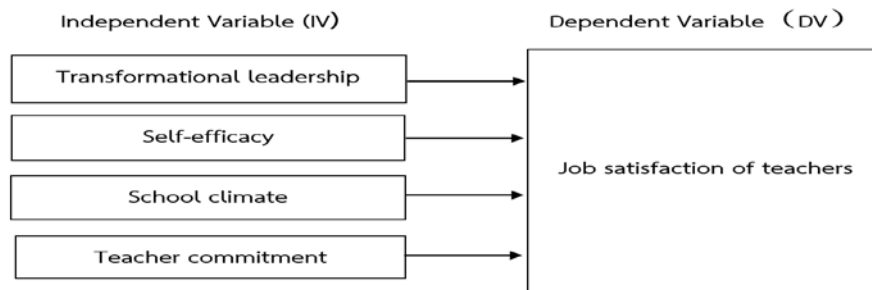 Independent Variable (IV)
Dependent Variable （DV）
Transformational leadership
Self-efficacy
School climate
Teacher commitment
Job satisfaction of teachers